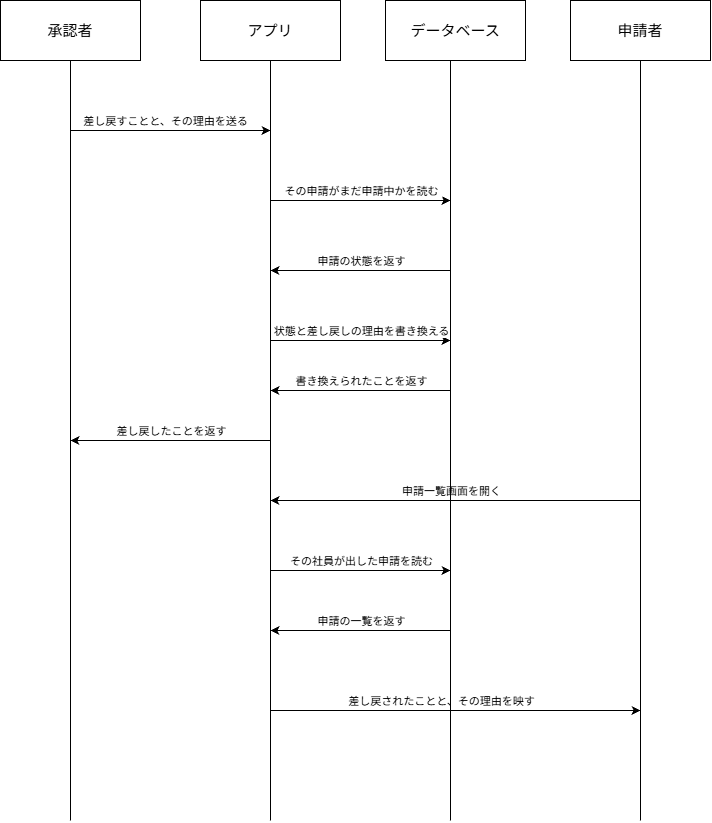 承認者
アプリ
データベース
申請者
差し戻すことと、その理由を送る
その申請がまだ申請中かを読む
申請の状態を返す
状態と差し戻しの理由を書き換える
書き換えられたことを返す
差し戻したことを返す
申請一覧画面を開く
その社員が出した申請を読む
申請の一覧を返す
差し戻されたことと、その理由を映す